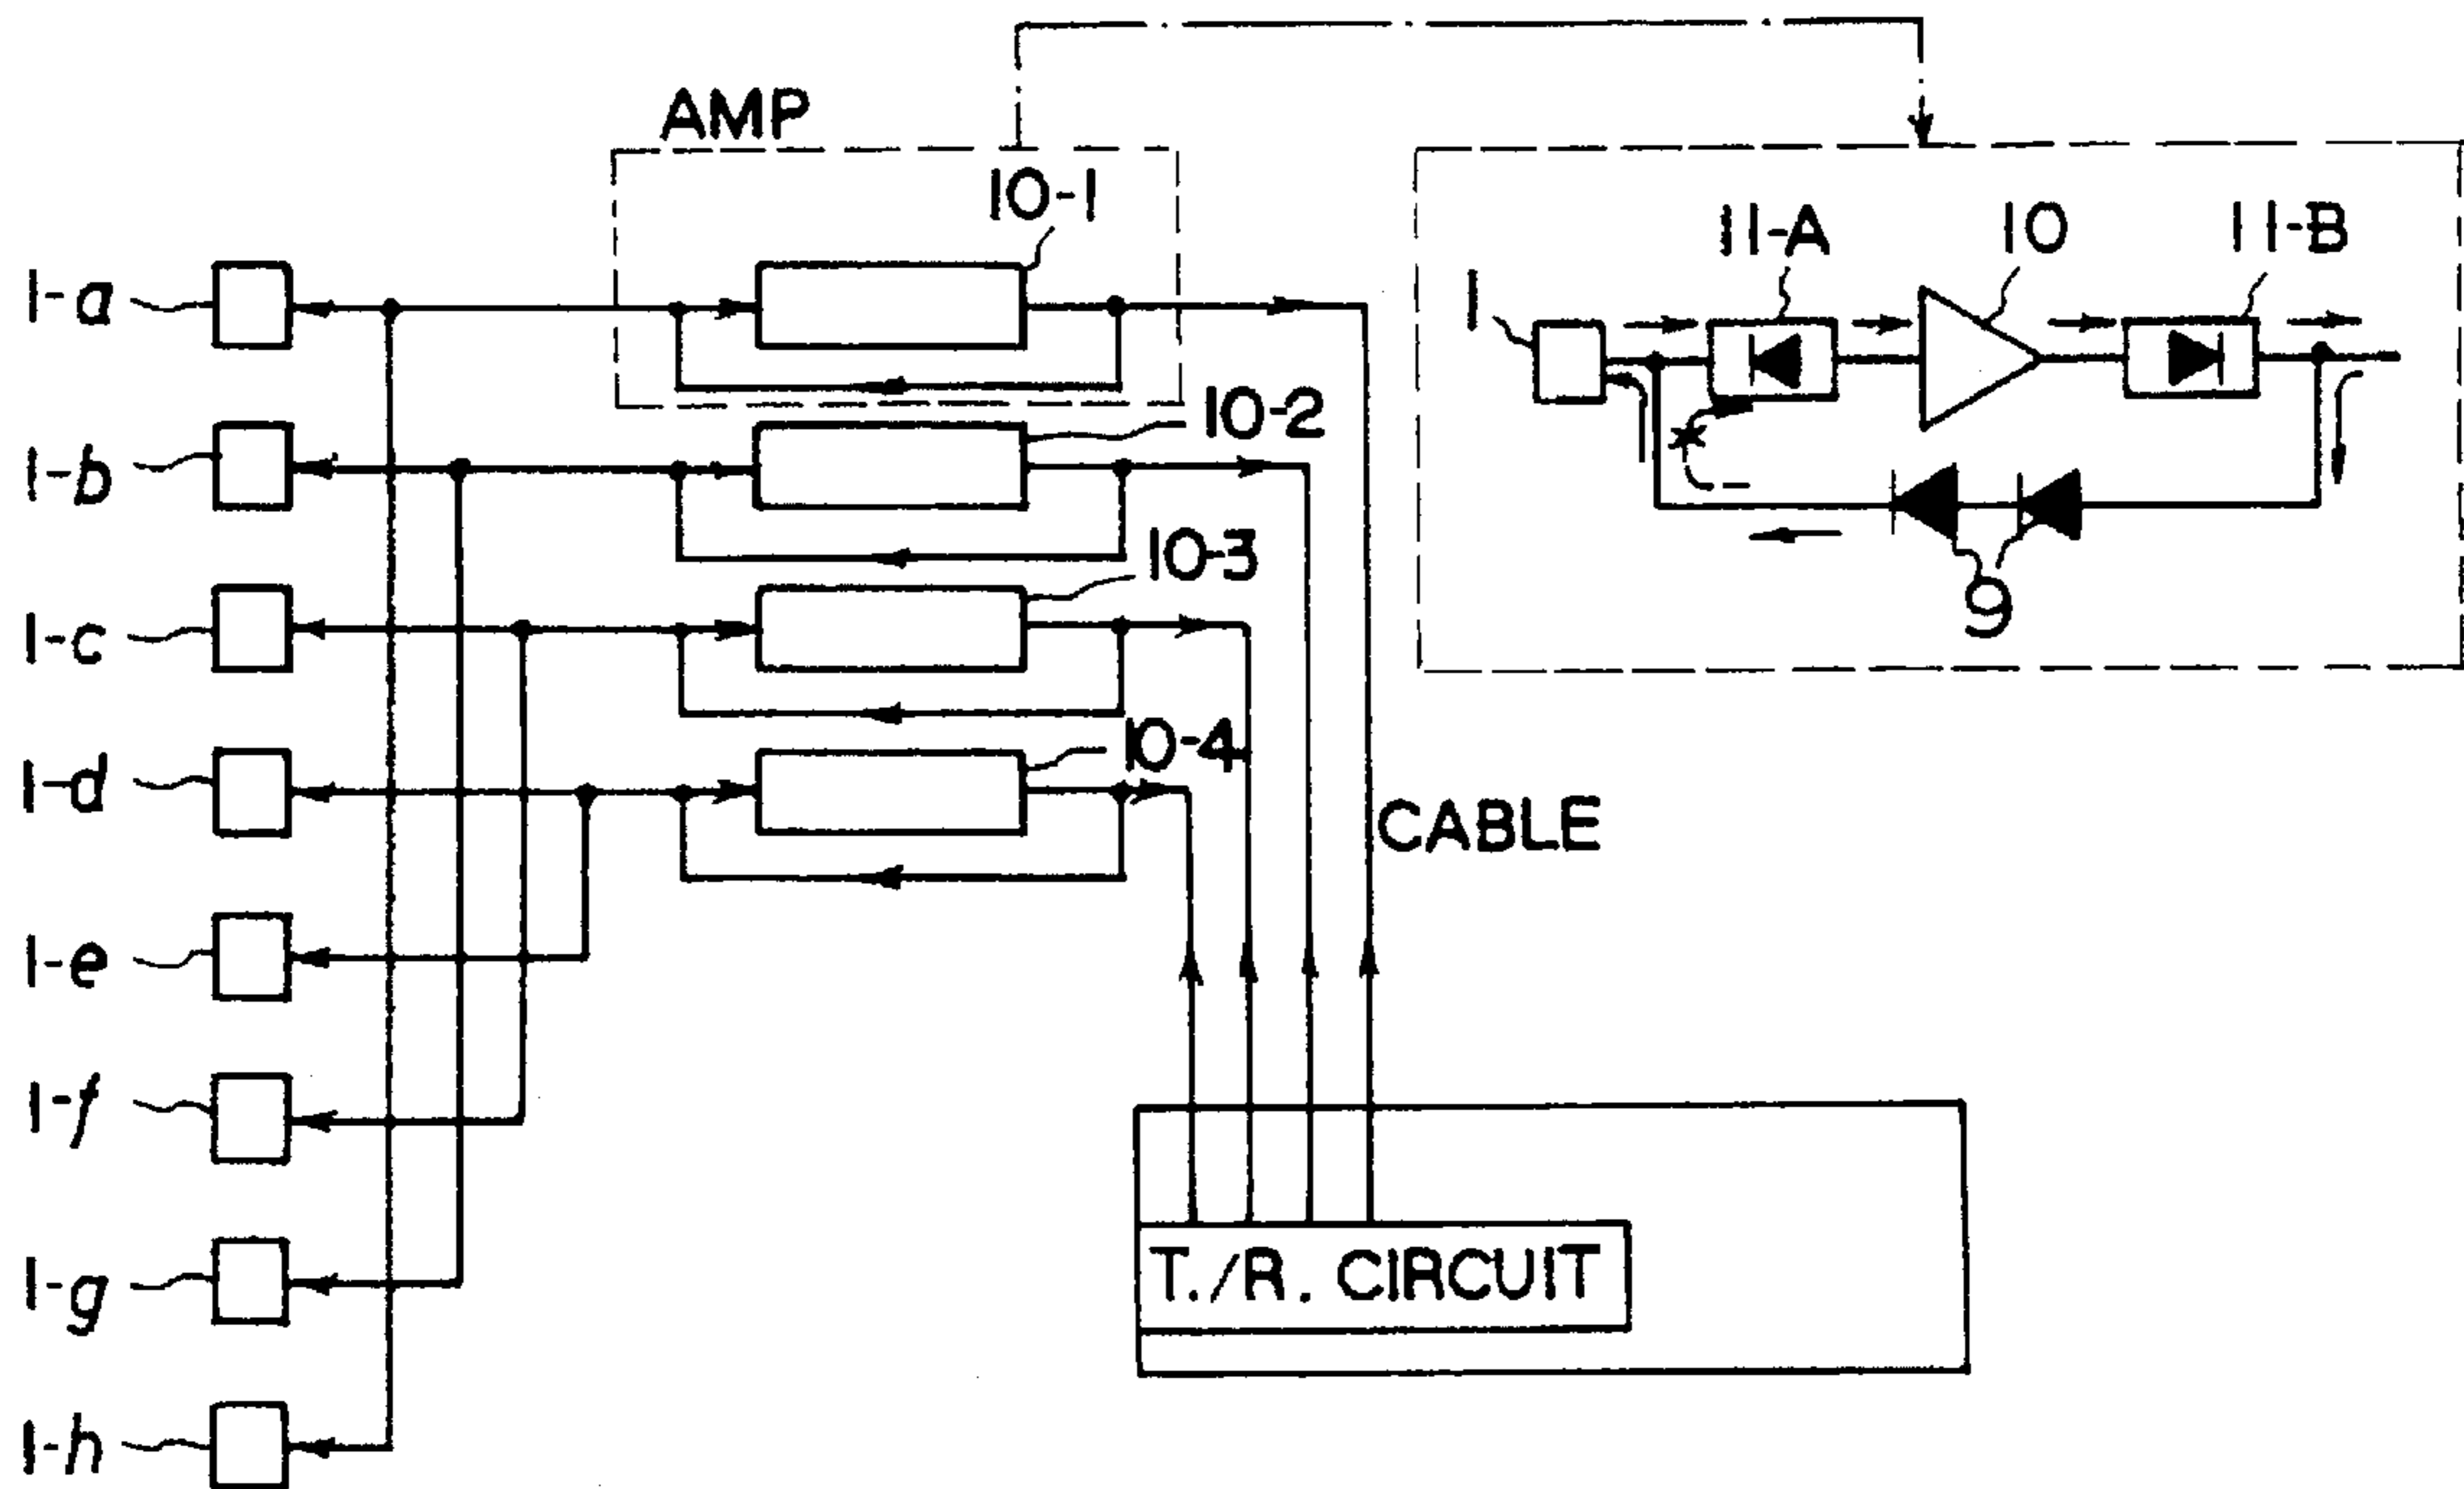 AMP
10-1
11-A
10
11-B
1
1-a
10-2
1-b
10-3
9
1-c
10-4
1-d
CABLE
1-e
1-f
T./R. CIRCUIT
1-g
1-h